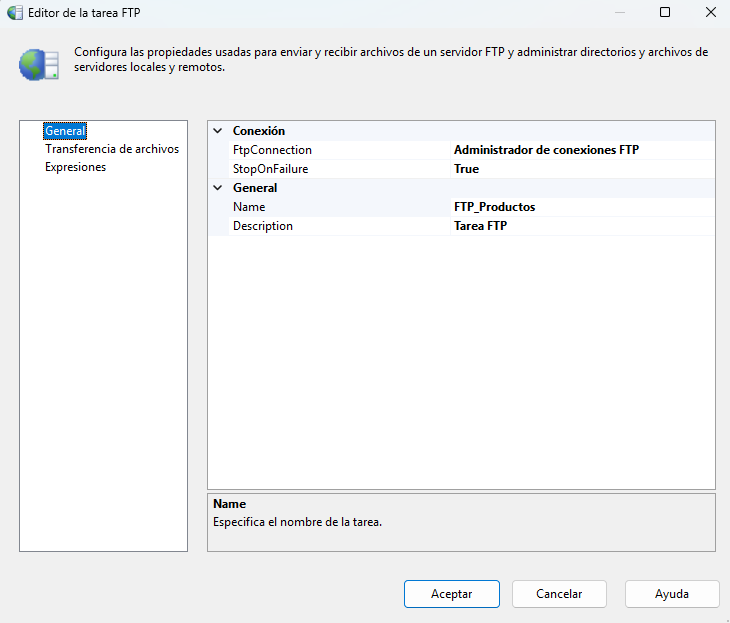 Editor de la tarea FTP
Configura las propiedades usadas para enviar y recibir archivos de un servidor FTP y administrar directorios y archivos de
servidores locales y remotos.
General
Transferencia de archivos
Expresiones
Conexión
FtpConnection Administrador de conexiones FTP
StopOnFailure True
General
Name FTP_Productos
Description Tarea FTP
Name
Especifica el nombre de la tarea.
Aceptar Cancelar Ayuda